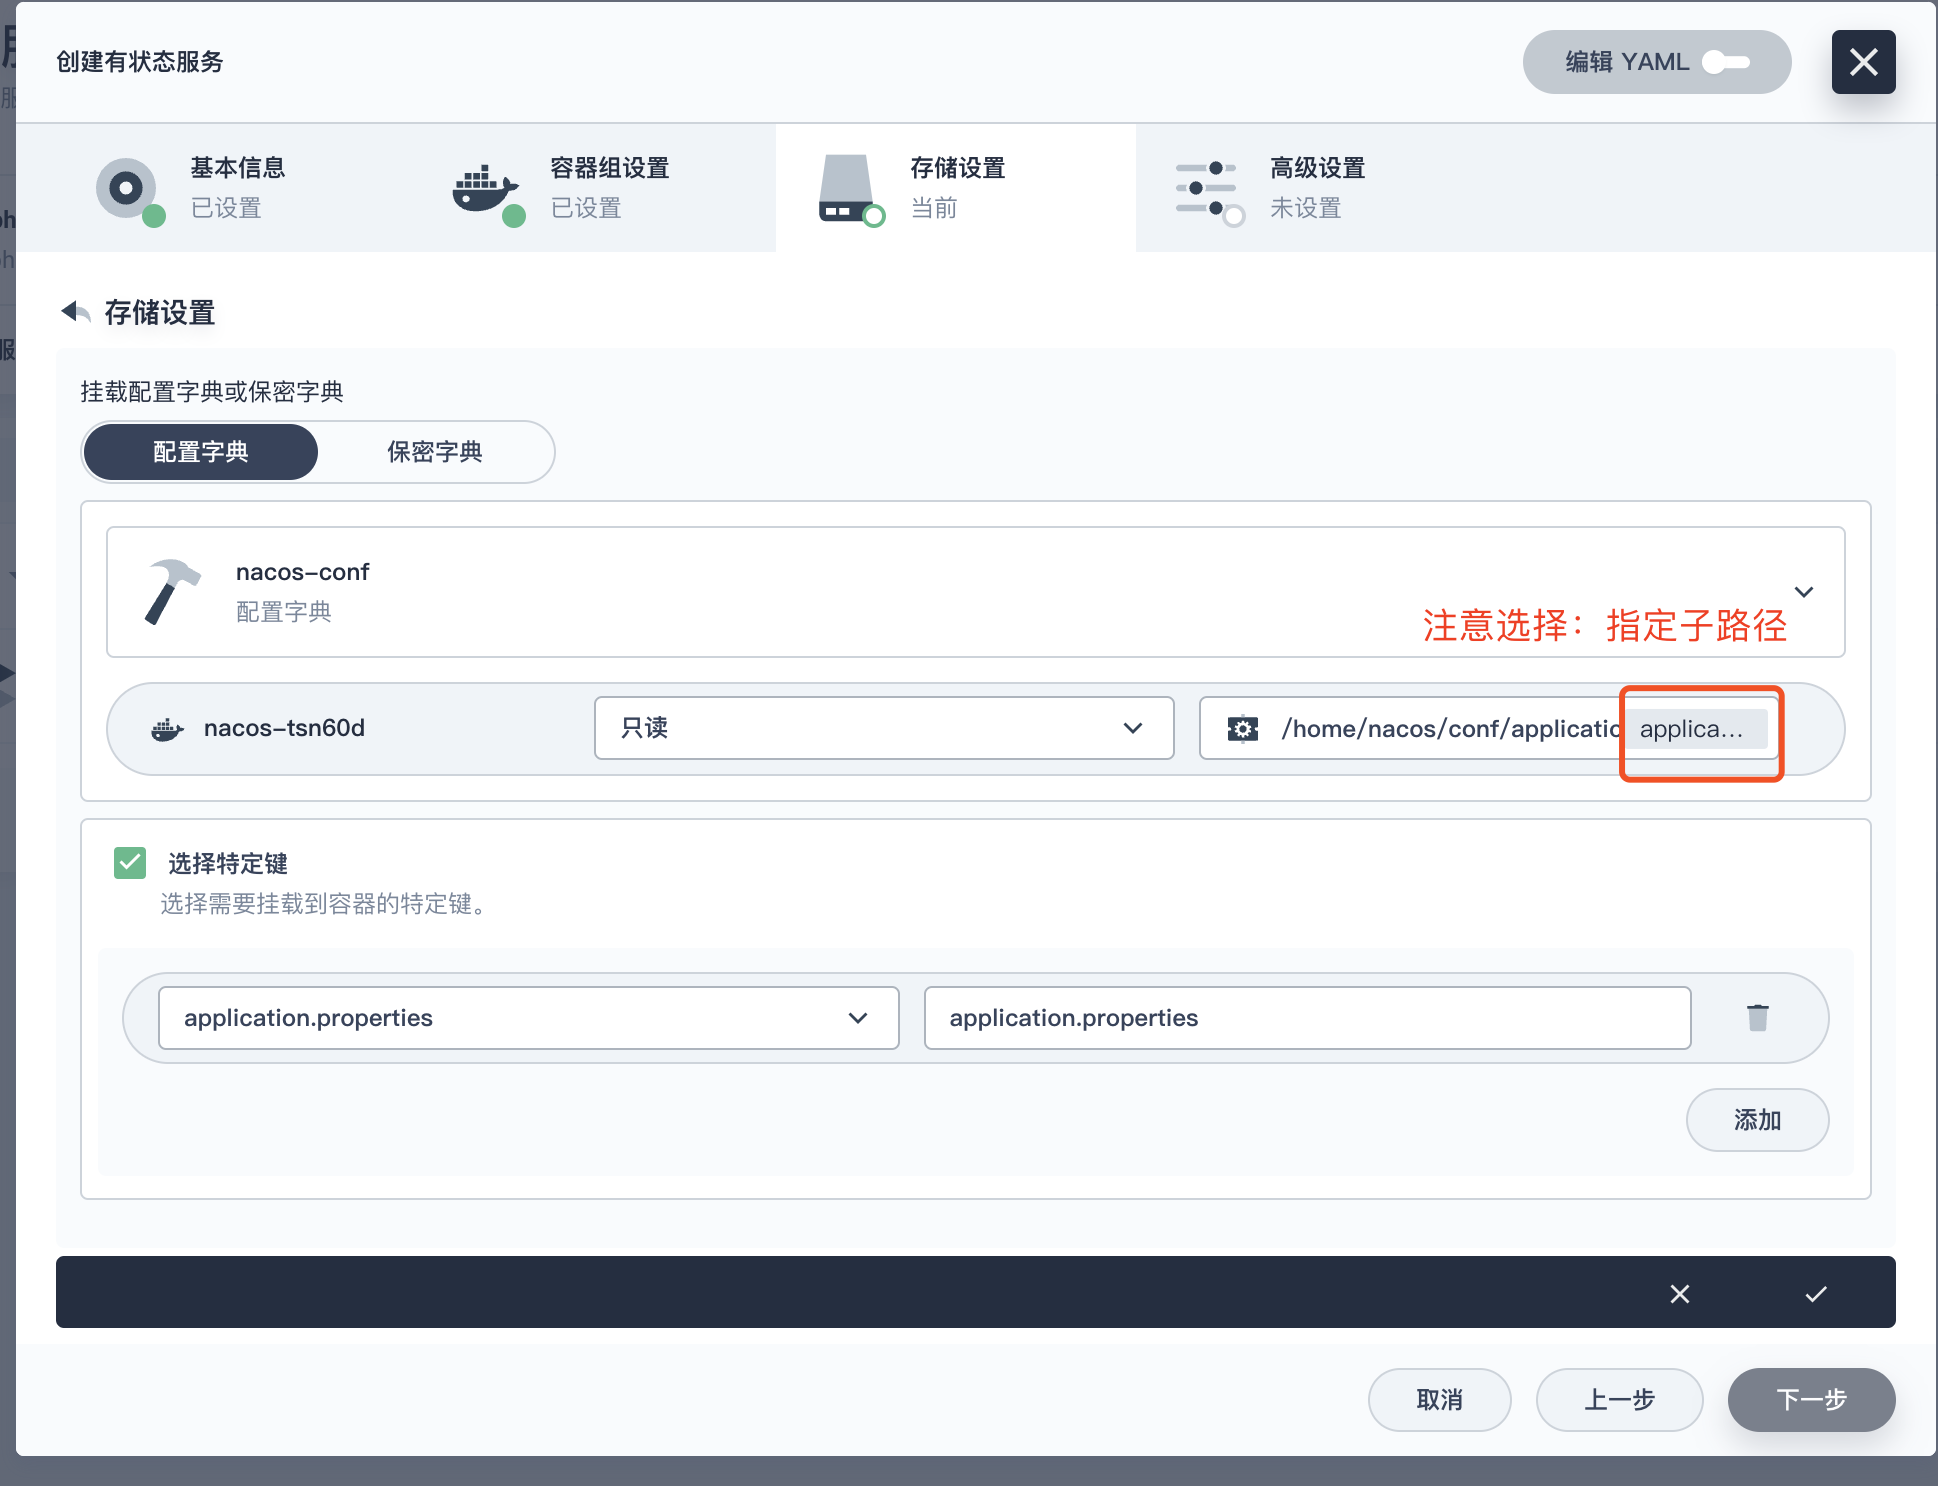 创建有状态服务
编辑 YAML
基本信息
已设置
容器组设置
已设置
存储设置
当前
高级设置
未设置
存储设置
挂载配置字典或保密字典
配置字典
保密字典
nacos-conf
配置字典
注意选择：指定子路径
nacos-tsn60d
只读
/home/nacos/conf/applicatio
applica...
选择特定键
选择需要挂载到容器的特定键。
application.properties
application.properties
添加
取消
上一步
下一步